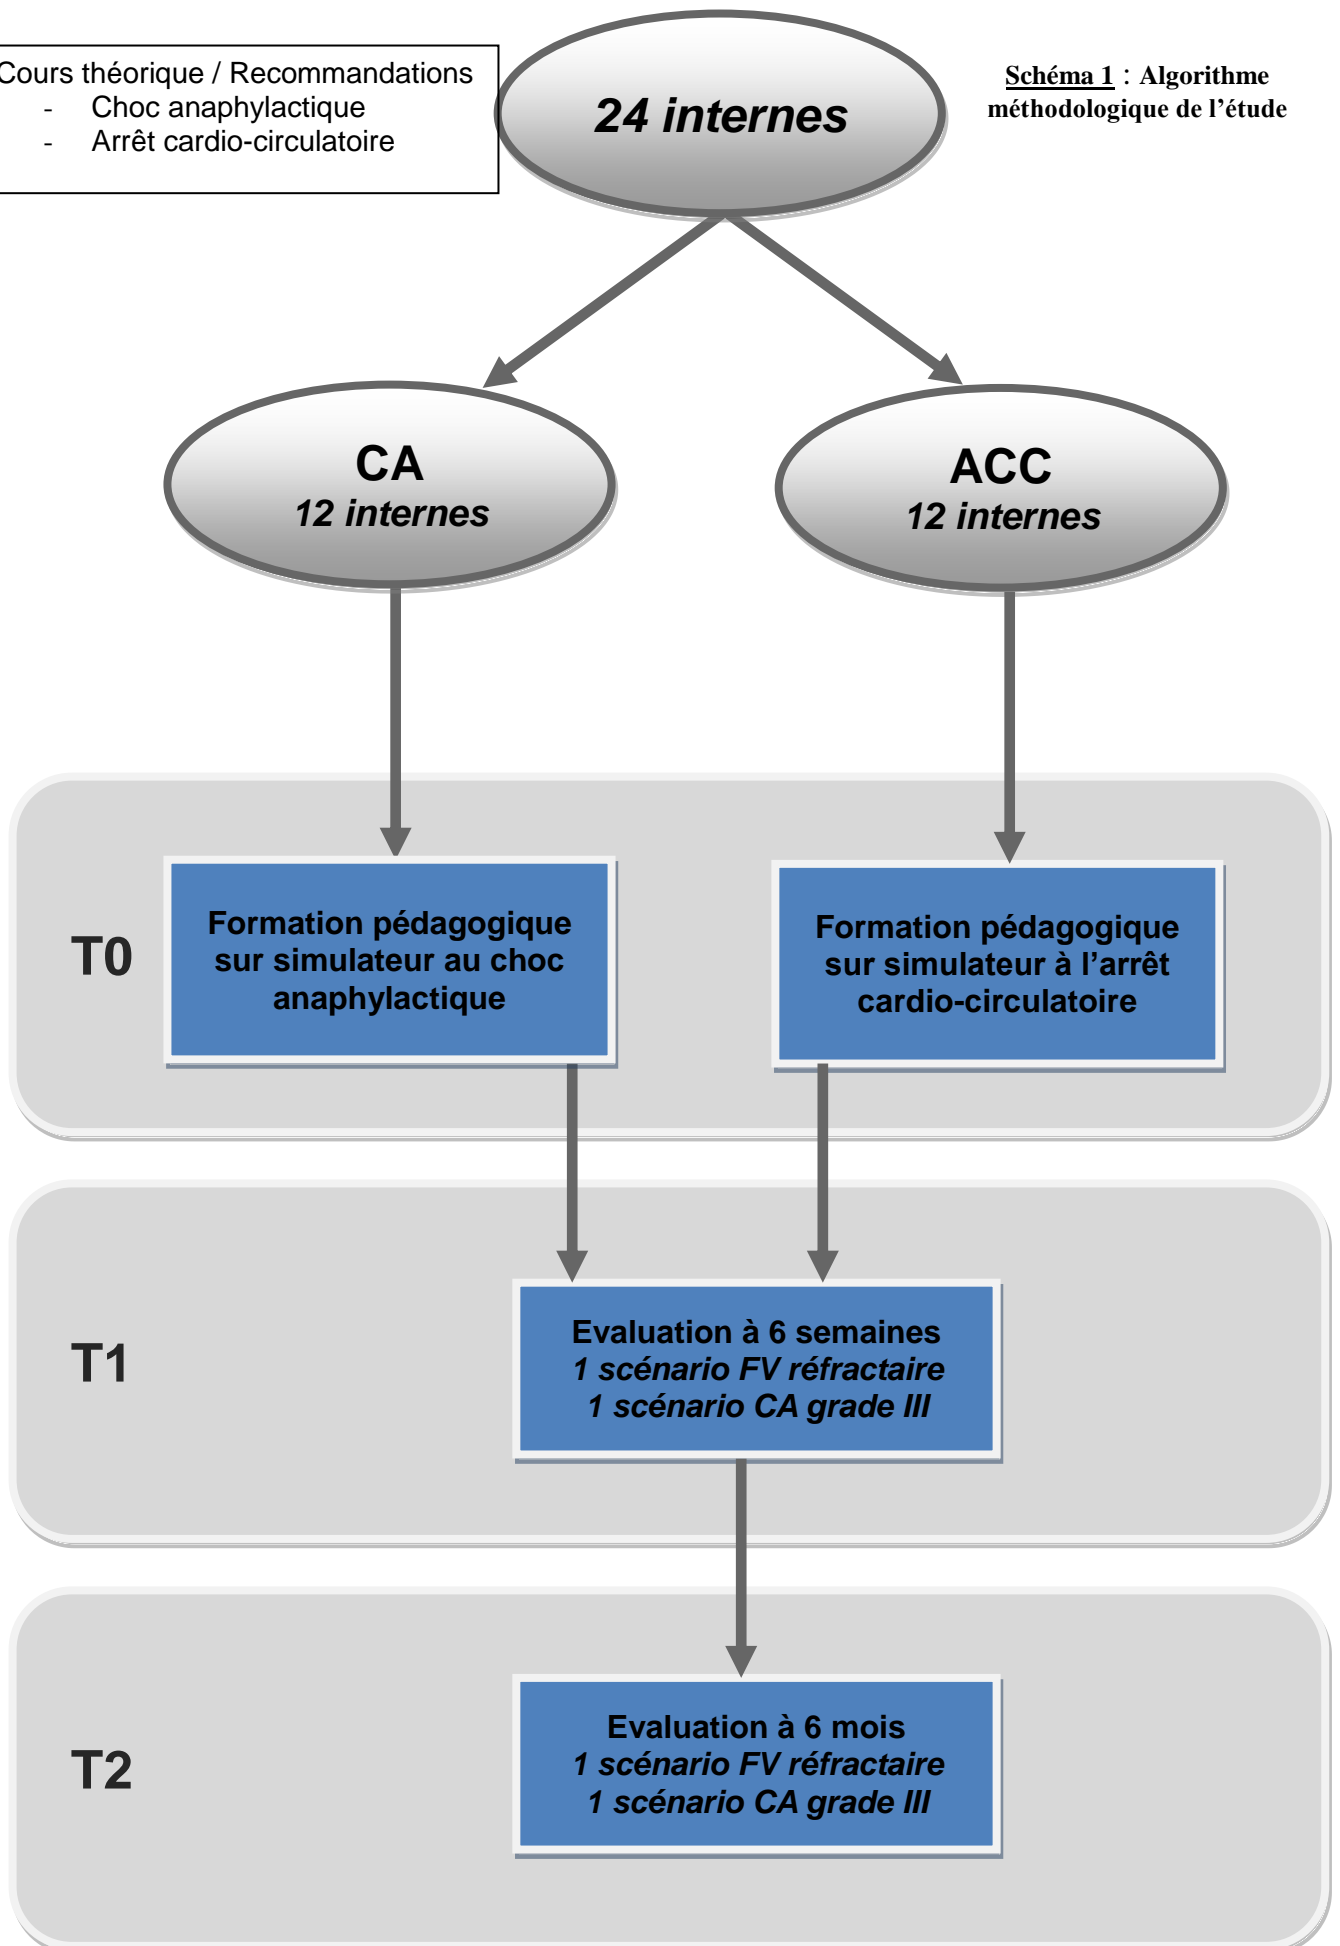 Cours théorique / Recommandations
- Choc anaphylactique
- Arrêt cardio-circulatoire
24 internes
Schéma 1 : Algorithme
méthodologique de l’étude
CA
12 internes
ACC
12 internes
T0
Formation pédagogique
sur simulateur au choc
anaphylactique
Formation pédagogique
sur simulateur à l’arrêt
cardio-circulatoire
T1
Evaluation à 6 semaines
1 scénario FV réfractaire
1 scénario CA grade III
T2
Evaluation à 6 mois
1 scénario FV réfractaire
1 scénario CA grade III